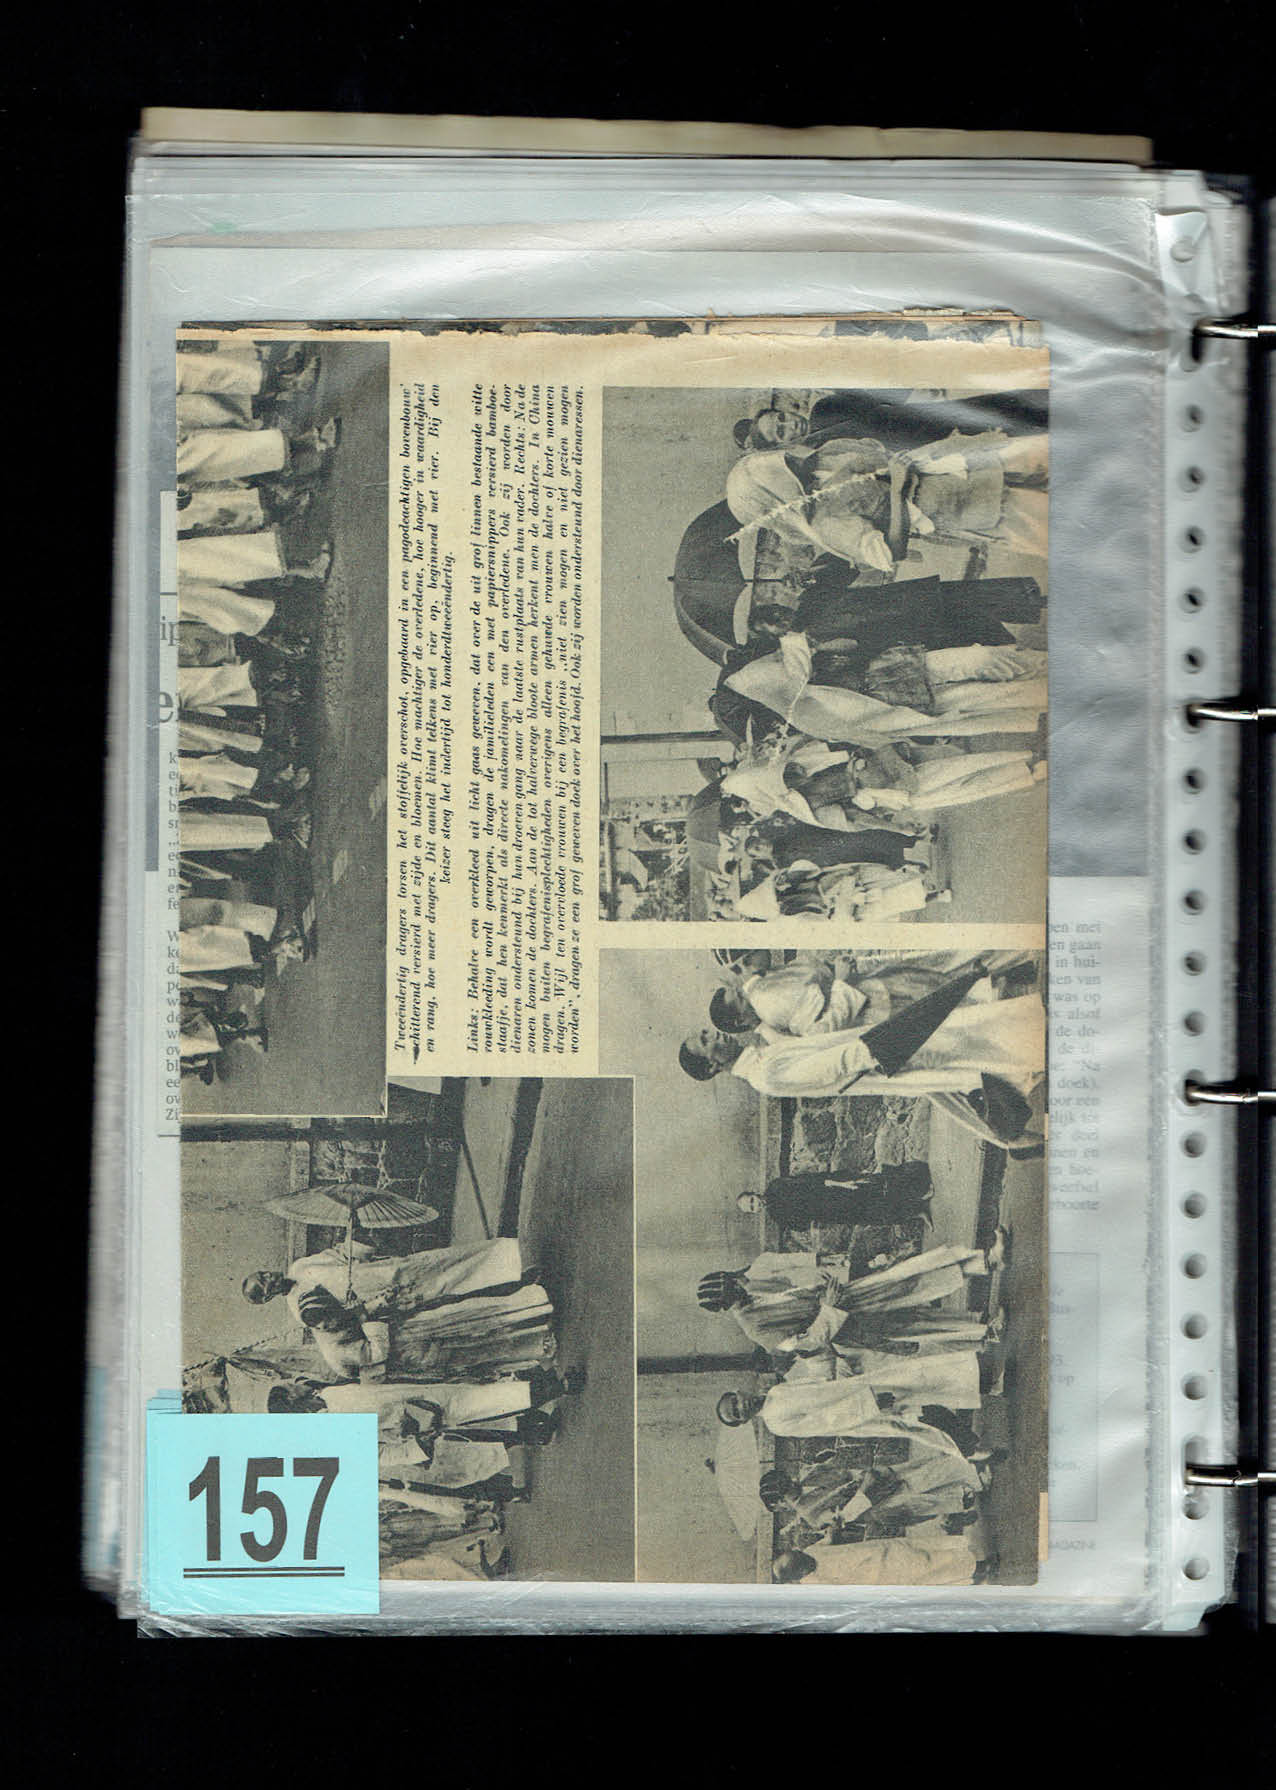 Tweeëndertig dragers torsen het stoffelijk overschot, opgebaard in een pagodeachtigen bovenbouw
schitterend versierd met zijde en bloemen. Hoe machtiger de overledene, hoe hooger in waardigheid
en rang, hoe meer dragers. Dit aantal klimt telkens met vier op, beginnend met vier. Bij den
keizer steeg het indertijd tot honderdtweeëndertig.
Links: Behalve een overkleed uit licht gaas geweven, dat over de uit grof linnen bestaande witte
rouwkleeding wordt geworpen, dragen de familieleden een met papiersnippers versierd bamboe-
staafje, dat hen kenmerkt als directe nakomelingen van den overledene. Ook zij worden door
dienaren ondersteund bij hun droeven gang naar de laatste rustplaats van hun vader. Rechts: Na de
zonen komen de dochters. Aan de tot halverwege bloote armen herkent men de dochters. In China
mogen buiten begrafenisplechtigheden overigens alleen gehuwde vrouwen halve of korte mouwen
dragen. Wijl ten overvloede vrouwen bij een begrafenis „niet zien mogen en niet gezien mogen
worden”, dragen ze een grof geweven doek over het hoofd. Ook zij worden ondersteund door dienaressen.
157